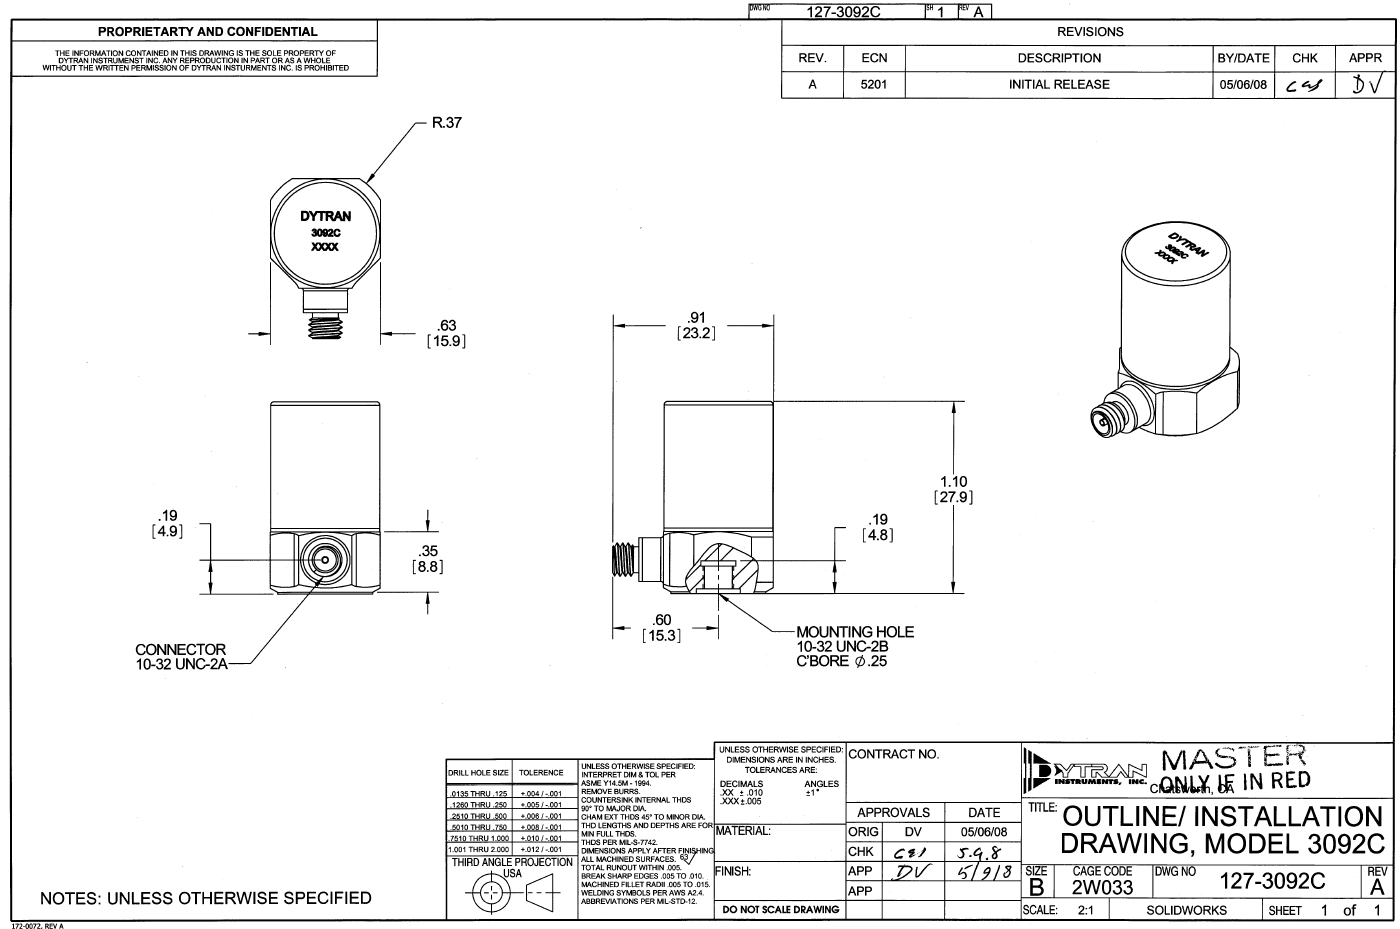 DWG NO 127-3092C SH 1 REV A
PROPRIETARTY AND CONFIDENTIAL
THE INFORMATION CONTAINED IN THIS DRAWING IS THE SOLE PROPERTY OF
DYTRAN INSTRUMENST INC. ANY REPRODUCTION IN PART OR AS A WHOLE
WITHOUT THE WRITTEN PERMISSION OF DYTRAN INSTURMENTS INC. IS PROHIBITED
REVISIONS
REV. ECN DESCRIPTION BY/DATE CHK APPR
A 5201 INITIAL RELEASE 05/06/08 cas DV
R.37
DYTRAN
3092C
XXXX
.63
[15.9]
DYTRAN
3092C
XXXX
.91
[23.2]
1.10
[27.9]
.19
[4.9]
.35
[8.8]
.19
[4.8]
.60
[15.3]
CONNECTOR
10-32 UNC-2A
MOUNTING HOLE
10-32 UNC-2B
C'BORE ⌀.25
NOTES: UNLESS OTHERWISE SPECIFIED
172-0072, REV A
DRILL HOLE SIZE TOLERENCE
.0135 THRU .125 +.004 /-.001
.1260 THRU .250 +.005 /-.001
.2510 THRU .500 +.006 /-.001
.5010 THRU .750 +.008 /-.001
.7510 THRU 1.000 +.010 /-.001
1.001 THRU 2.000 +.012 /-.001
THIRD ANGLE PROJECTION
USA
UNLESS OTHERWISE SPECIFIED:
INTERPRET DIM & TOL PER
ASME Y14.5M - 1994.
REMOVE BURRS.
COUNTERSINK INTERNAL THDS
90° TO MAJOR DIA.
CHAM EXT THDS 45° TO MINOR DIA.
THD LENGTHS AND DEPTHS ARE FOR
MIN FULL THDS.
THDS PER MIL-S-7742.
DIMENSIONS APPLY AFTER FINISHING
ALL MACHINED SURFACES. 63
TOTAL RUNOUT WITHIN .005.
BREAK SHARP EDGES .005 TO .010.
MACHINED FILLET RADII .005 TO .015.
WELDING SYMBOLS PER AWS A2.4.
ABBREVIATIONS PER MIL-STD-12.
UNLESS OTHERWISE SPECIFIED:
DIMENSIONS ARE IN INCHES.
TOLERANCES ARE:
DECIMALS ANGLES
.XX ± .010 ±1°
.XXX±.005
MATERIAL:
FINISH:
DO NOT SCALE DRAWING
CONTRACT NO.
APPROVALS DATE
ORIG DV 05/06/08
CHK cas 5.9.8
APP DV 5/9/8
APP
DYTRAN
INSTRUMENTS, INC.
Chatsworth, CA
MASTER
ONLY IF IN RED
TITLE: OUTLINE/ INSTALLATION
DRAWING, MODEL 3092C
SIZE B CAGE CODE 2W033 DWG NO 127-3092C REV A
SCALE: 2:1 SOLIDWORKS SHEET 1 of 1